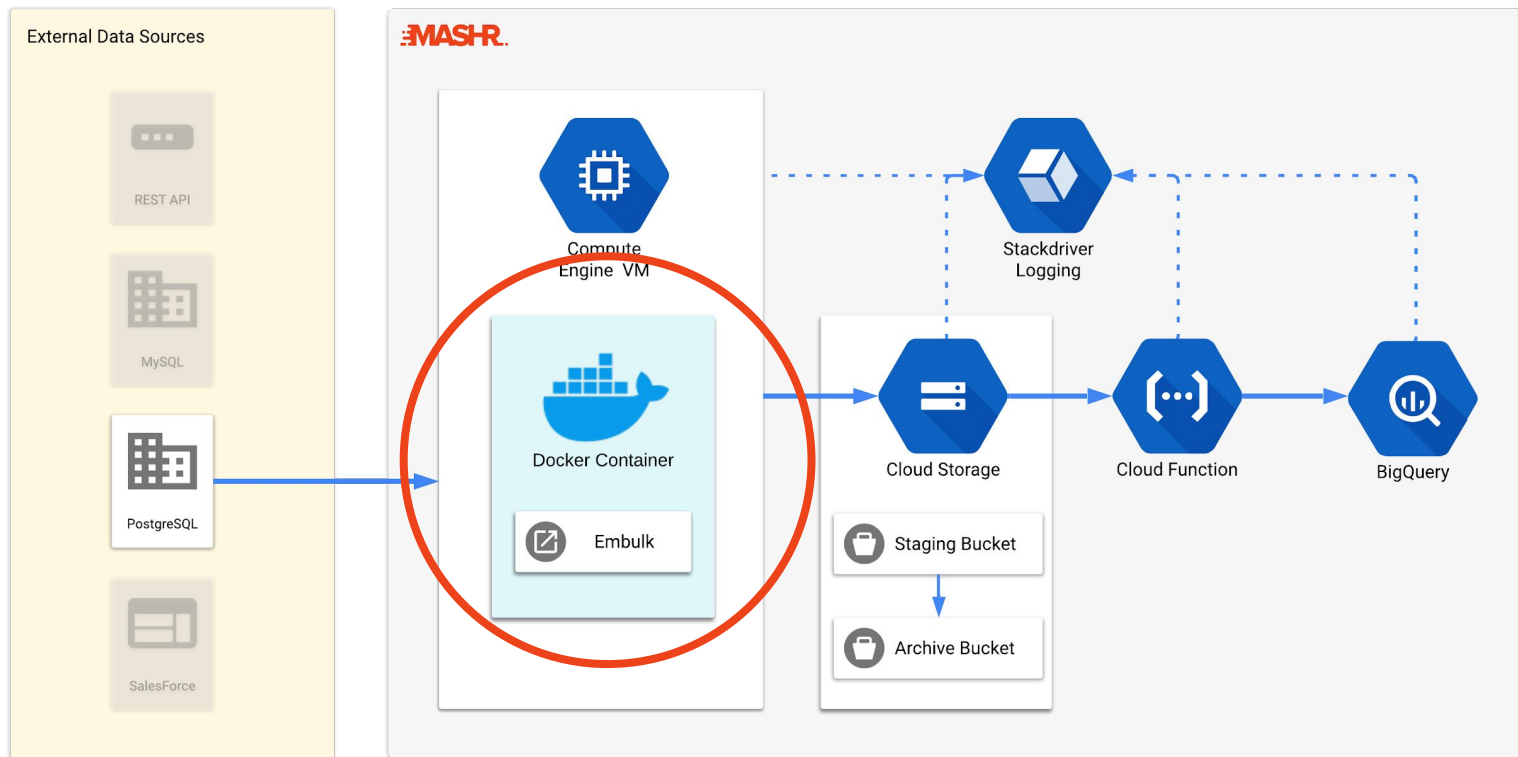 External Data Sources
REST API
MySQL
PostgreSQL
SalesForce
MASHR
Compute
Engine VM
Docker Container
Embulk
Stackdriver
Logging
Cloud Storage
Staging Bucket
Archive Bucket
Cloud Function
BigQuery